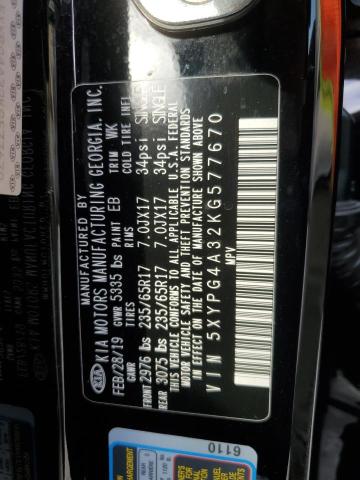 MANUFACTURED BY
KIA MOTORS MANUFACTURING GEORGIA, INC.
FEB/28/19 GVWR 5335 lbs PAINT EB TRIM WK
GAWR TIRES RIMS COLD TIRE INFL
FRONT 2976 lbs 235/65R17 7.0JX17 34psi SINGLE
REAR 3075 lbs 235/65R17 7.0JX17 34psi SINGLE
THIS VEHICLE CONFORMS TO ALL APPLICABLE U.S.A. FEDERAL
MOTOR VEHICLE SAFETY AND THEFT PREVENTION STANDARDS
IN EFFECT ON THE DATE OF MANUFACTURE SHOWN ABOVE
VIN 5XYPG4A32KG577670
MPV
KIA
6110